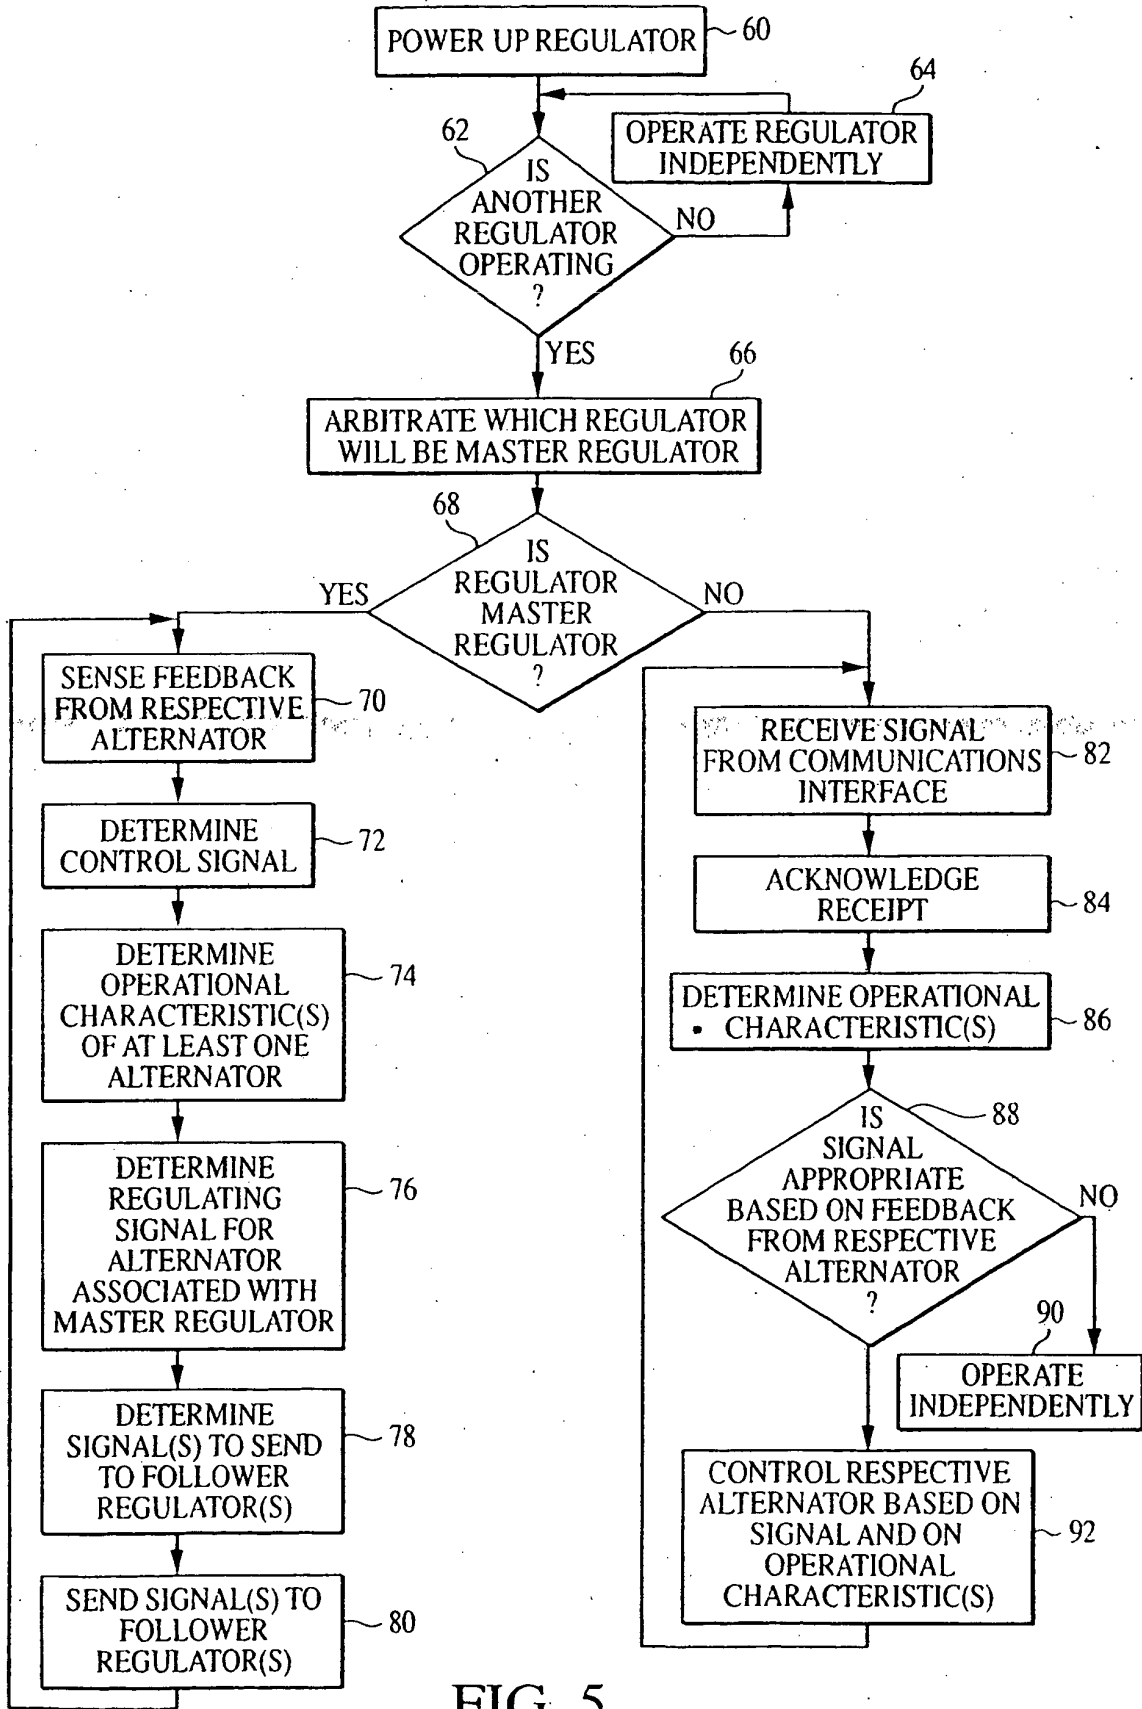 POWER UP REGULATOR
60
64
OPERATE REGULATOR
INDEPENDENTLY
62
IS
ANOTHER
REGULATOR
OPERATING
?
NO
YES
66
ARBITRATE WHICH REGULATOR
WILL BE MASTER REGULATOR
68
IS
REGULATOR
MASTER
REGULATOR
?
YES
NO
SENSE FEEDBACK
FROM RESPECTIVE
ALTERNATOR
70
DETERMINE
CONTROL SIGNAL
72
DETERMINE
OPERATIONAL
CHARACTERISTIC(S)
OF AT LEAST ONE
ALTERNATOR
74
DETERMINE
REGULATING
SIGNAL FOR
ALTERNATOR
ASSOCIATED WITH
MASTER REGULATOR
76
DETERMINE
SIGNAL(S) TO SEND
TO FOLLOWER
REGULATOR(S)
78
SEND SIGNAL(S) TO
FOLLOWER
REGULATOR(S)
80
RECEIVE SIGNAL
FROM COMMUNICATIONS
INTERFACE
82
ACKNOWLEDGE
RECEIPT
84
DETERMINE OPERATIONAL
CHARACTERISTIC(S)
86
88
IS
SIGNAL
APPROPRIATE
BASED ON FEEDBACK
FROM RESPECTIVE
ALTERNATOR
?
NO
90
OPERATE
INDEPENDENTLY
CONTROL RESPECTIVE
ALTERNATOR BASED ON
SIGNAL AND ON
OPERATIONAL
CHARACTERISTIC(S)
92
FIG. 5